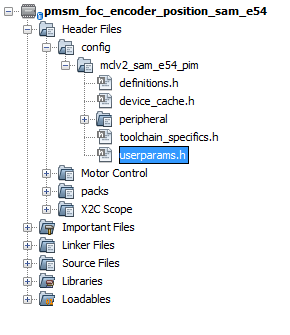 pmsm_foc_encoder_position_sam_e54
Header Files
config
mclv2_sam_e54_pim
definitions.h
device_cache.h
peripheral
toolchain_specifics.h
userparams.h
Motor Control
packs
X2C Scope
Important Files
Linker Files
Source Files
Libraries
Loadables